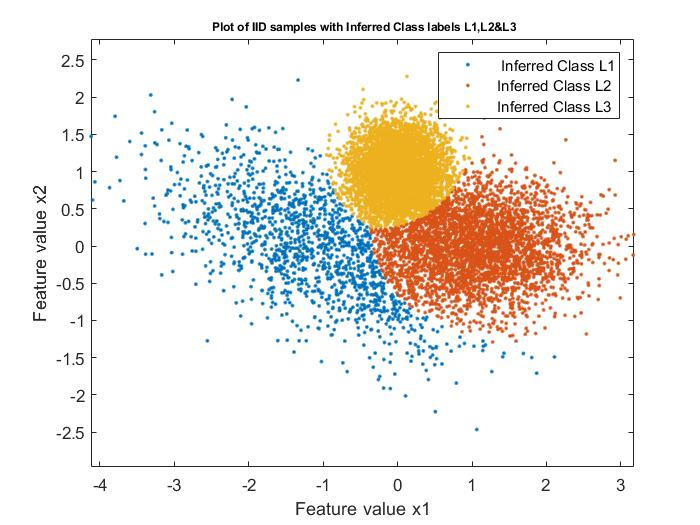 Plot of IID samples with Inferred Class labels L1,L2&L3
2.5
2
1.5
1
0.5
0
-0.5
-1
-1.5
-2
-2.5
Feature value x2
Inferred Class L1
Inferred Class L2
Inferred Class L3
-4 -3 -2 -1 0 1 2 3
Feature value x1